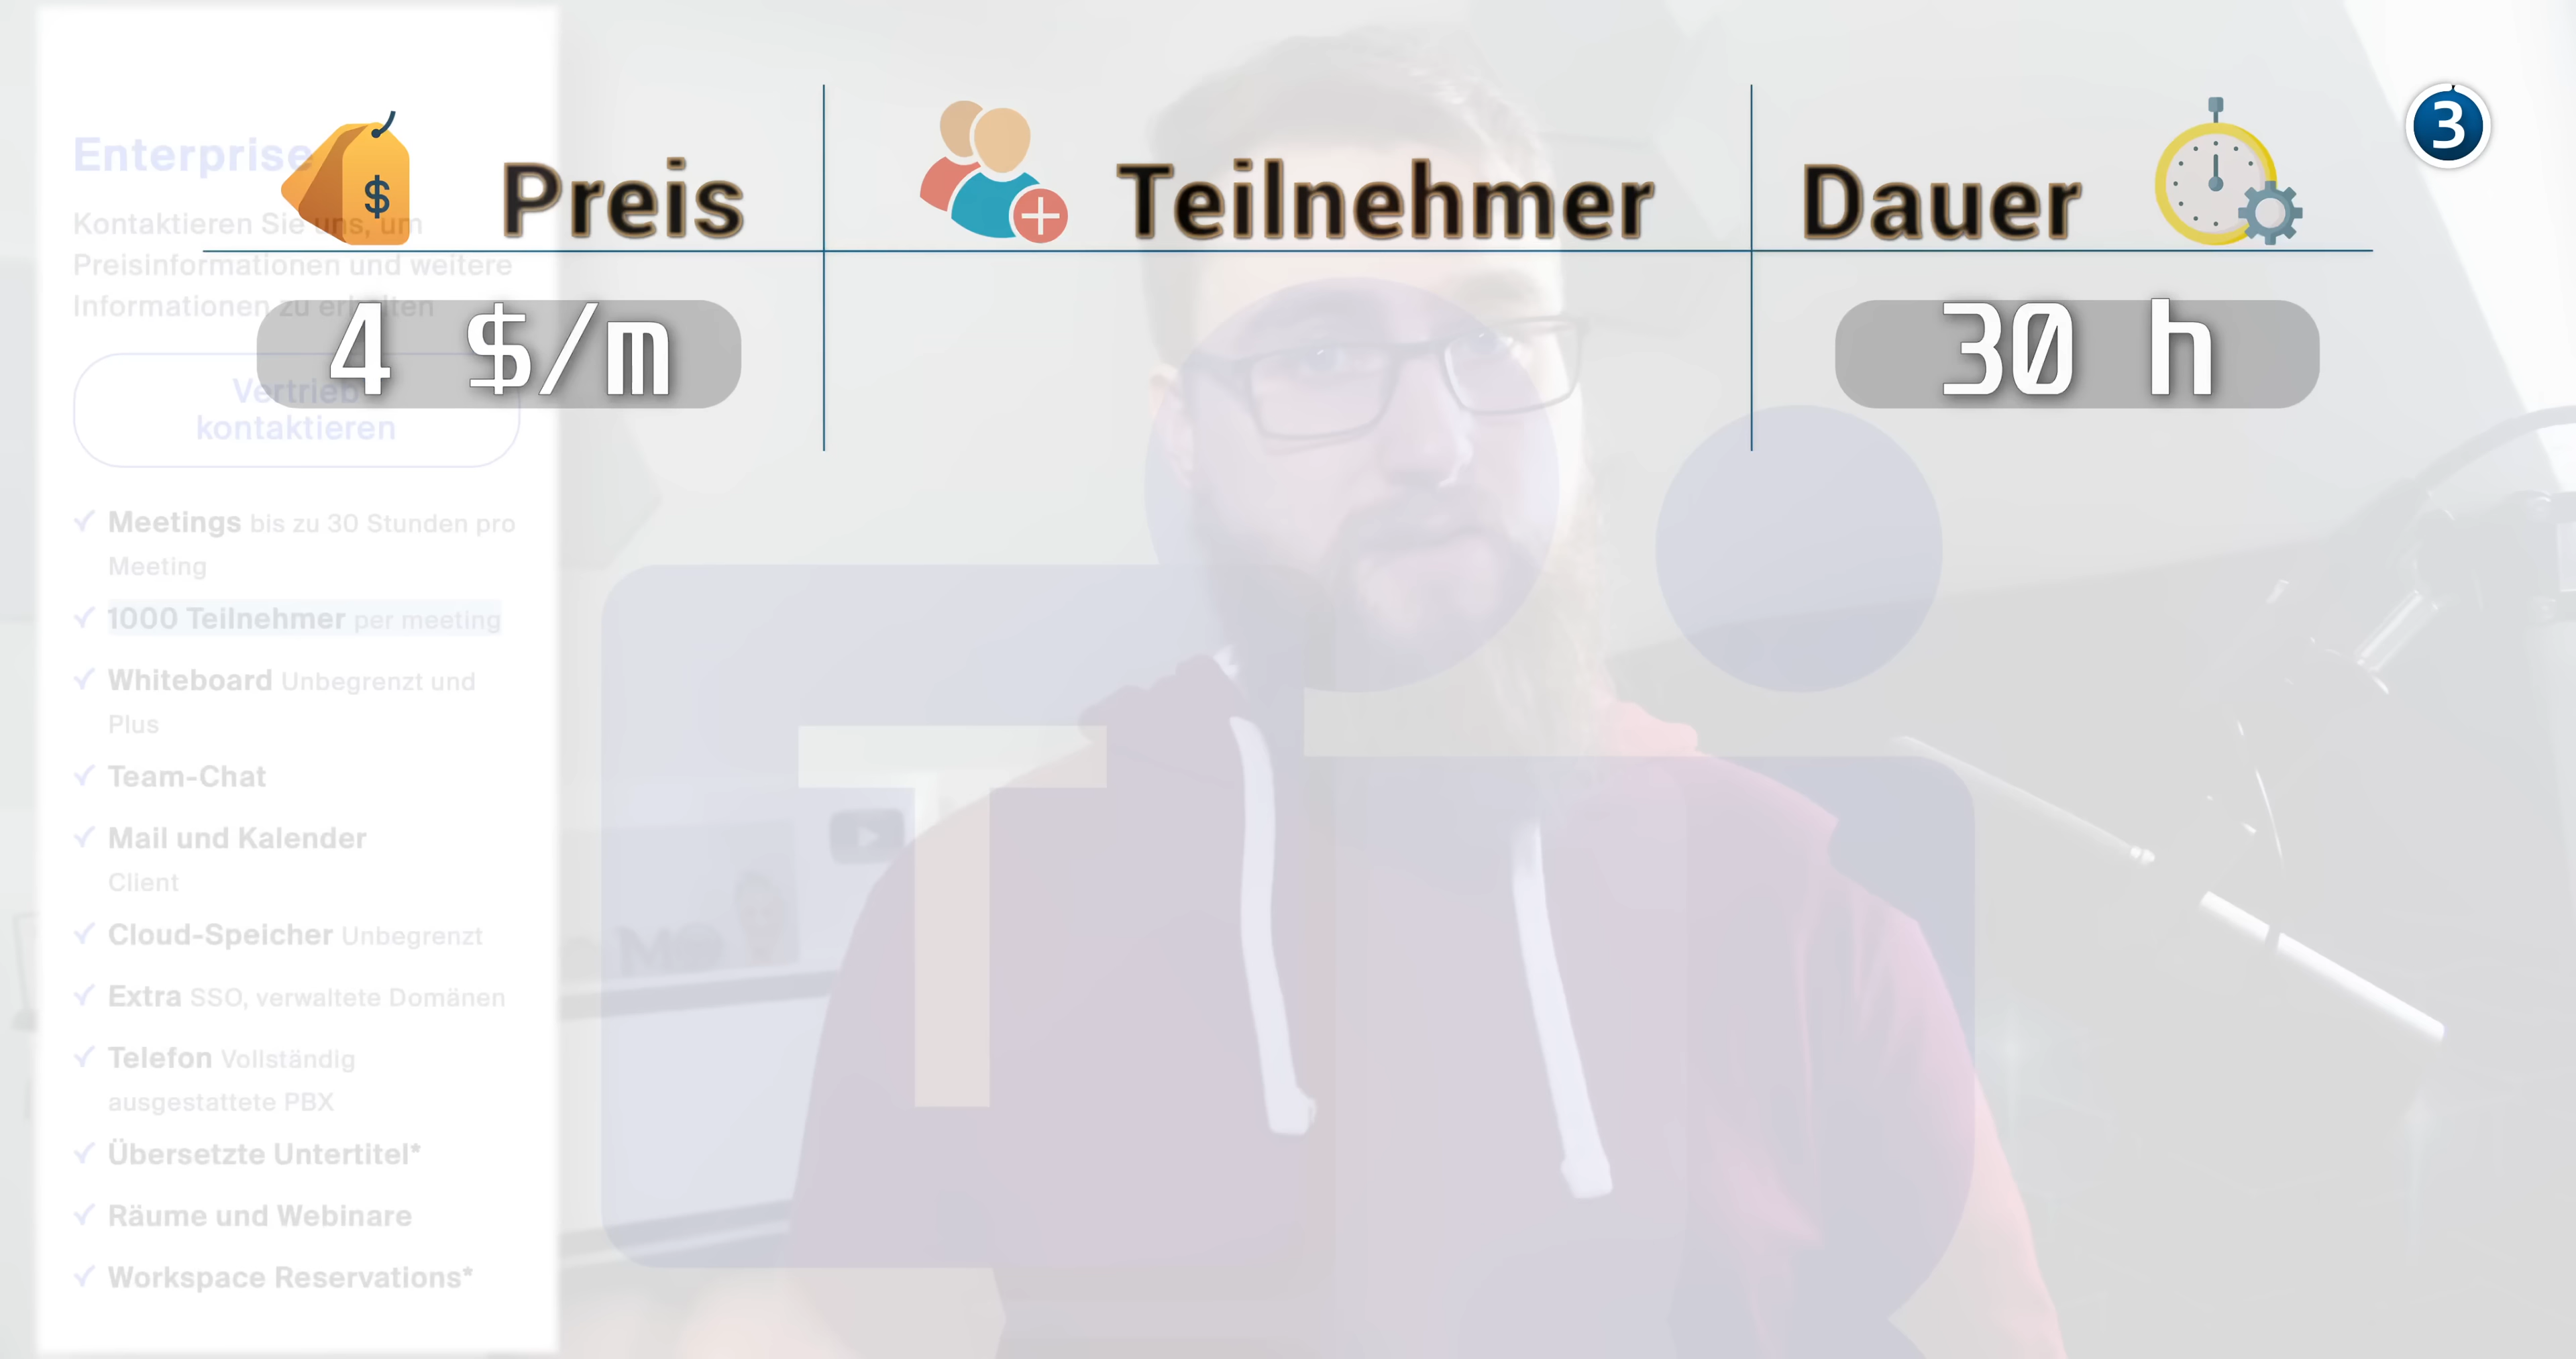 Preis
Teilnehmer
Dauer
3
$
4 $/m
30 h
Enterprise
Kontaktieren Sie uns, um
Preisinformationen und weitere
Informationen zu erhalten
Vertrieb
kontaktieren
Meetings bis zu 30 Stunden pro
Meeting
1000 Teilnehmer per meeting
Whiteboard Unbegrenzt und
Plus
Team-Chat
Mail und Kalender
Client
Cloud-Speicher Unbegrenzt
Extra SSO, verwaltete Domänen
Telefon Vollständig
ausgestattete PBX
Übersetzte Untertitel*
Räume und Webinare
Workspace Reservations*
T